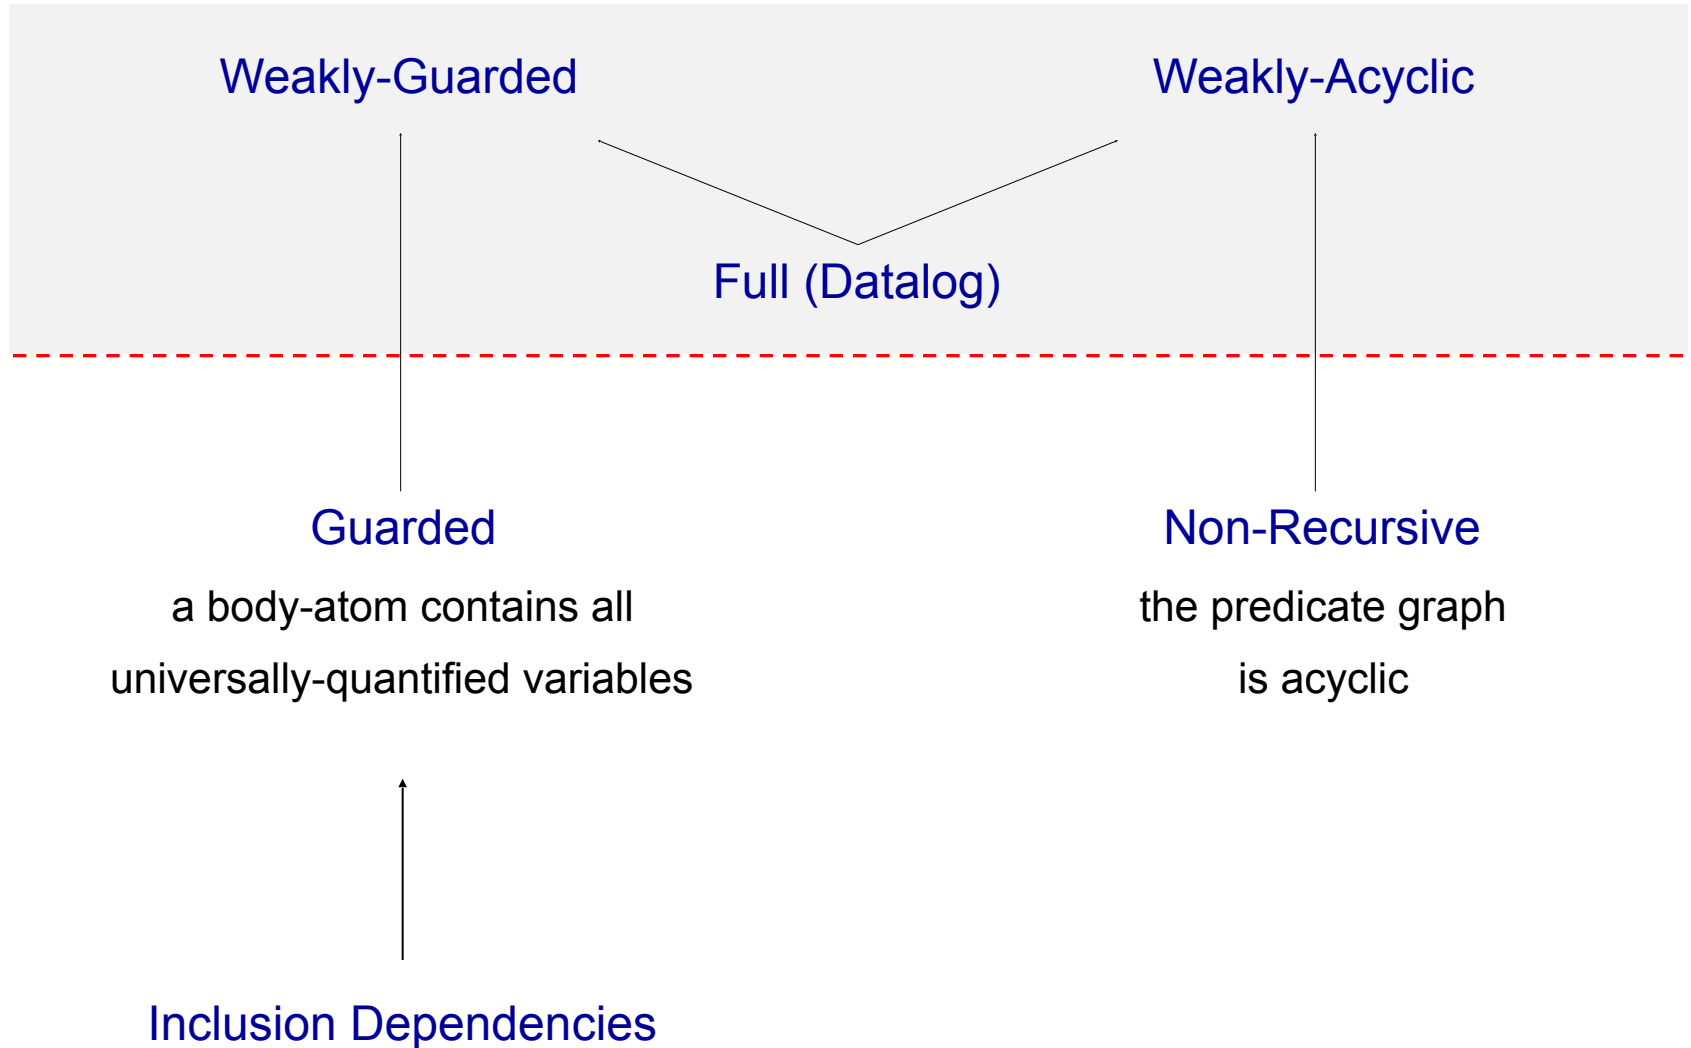 Weakly-Guarded
Weakly-Acyclic
Full (Datalog)
Guarded
a body-atom contains all
universally-quantified variables
Non-Recursive
the predicate graph
is acyclic
Inclusion Dependencies